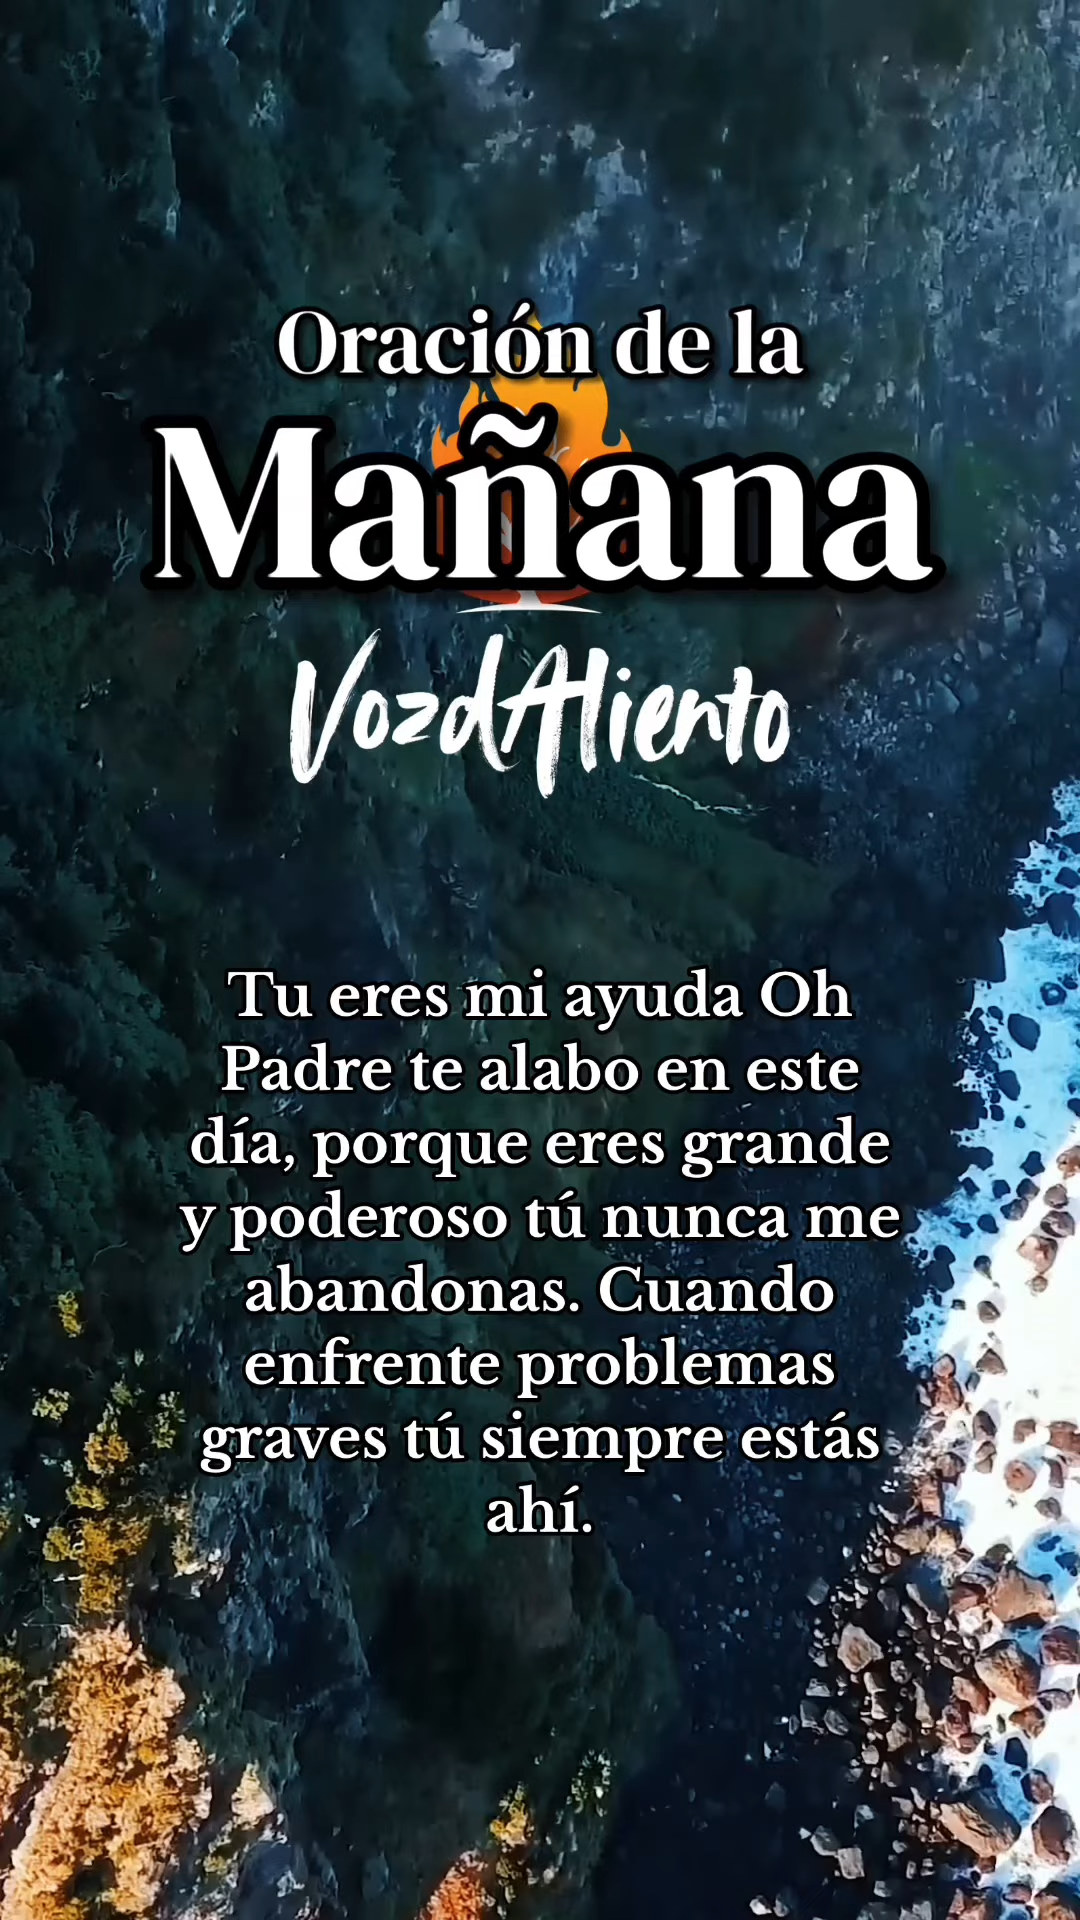 Oración de la
Mañana
VozdAliento
Tu eres mi ayuda Oh
Padre te alabo en este
día, porque eres grande
y poderoso tú nunca me
abandonas. Cuando
enfrente problemas
graves tú siempre estás
ahí.